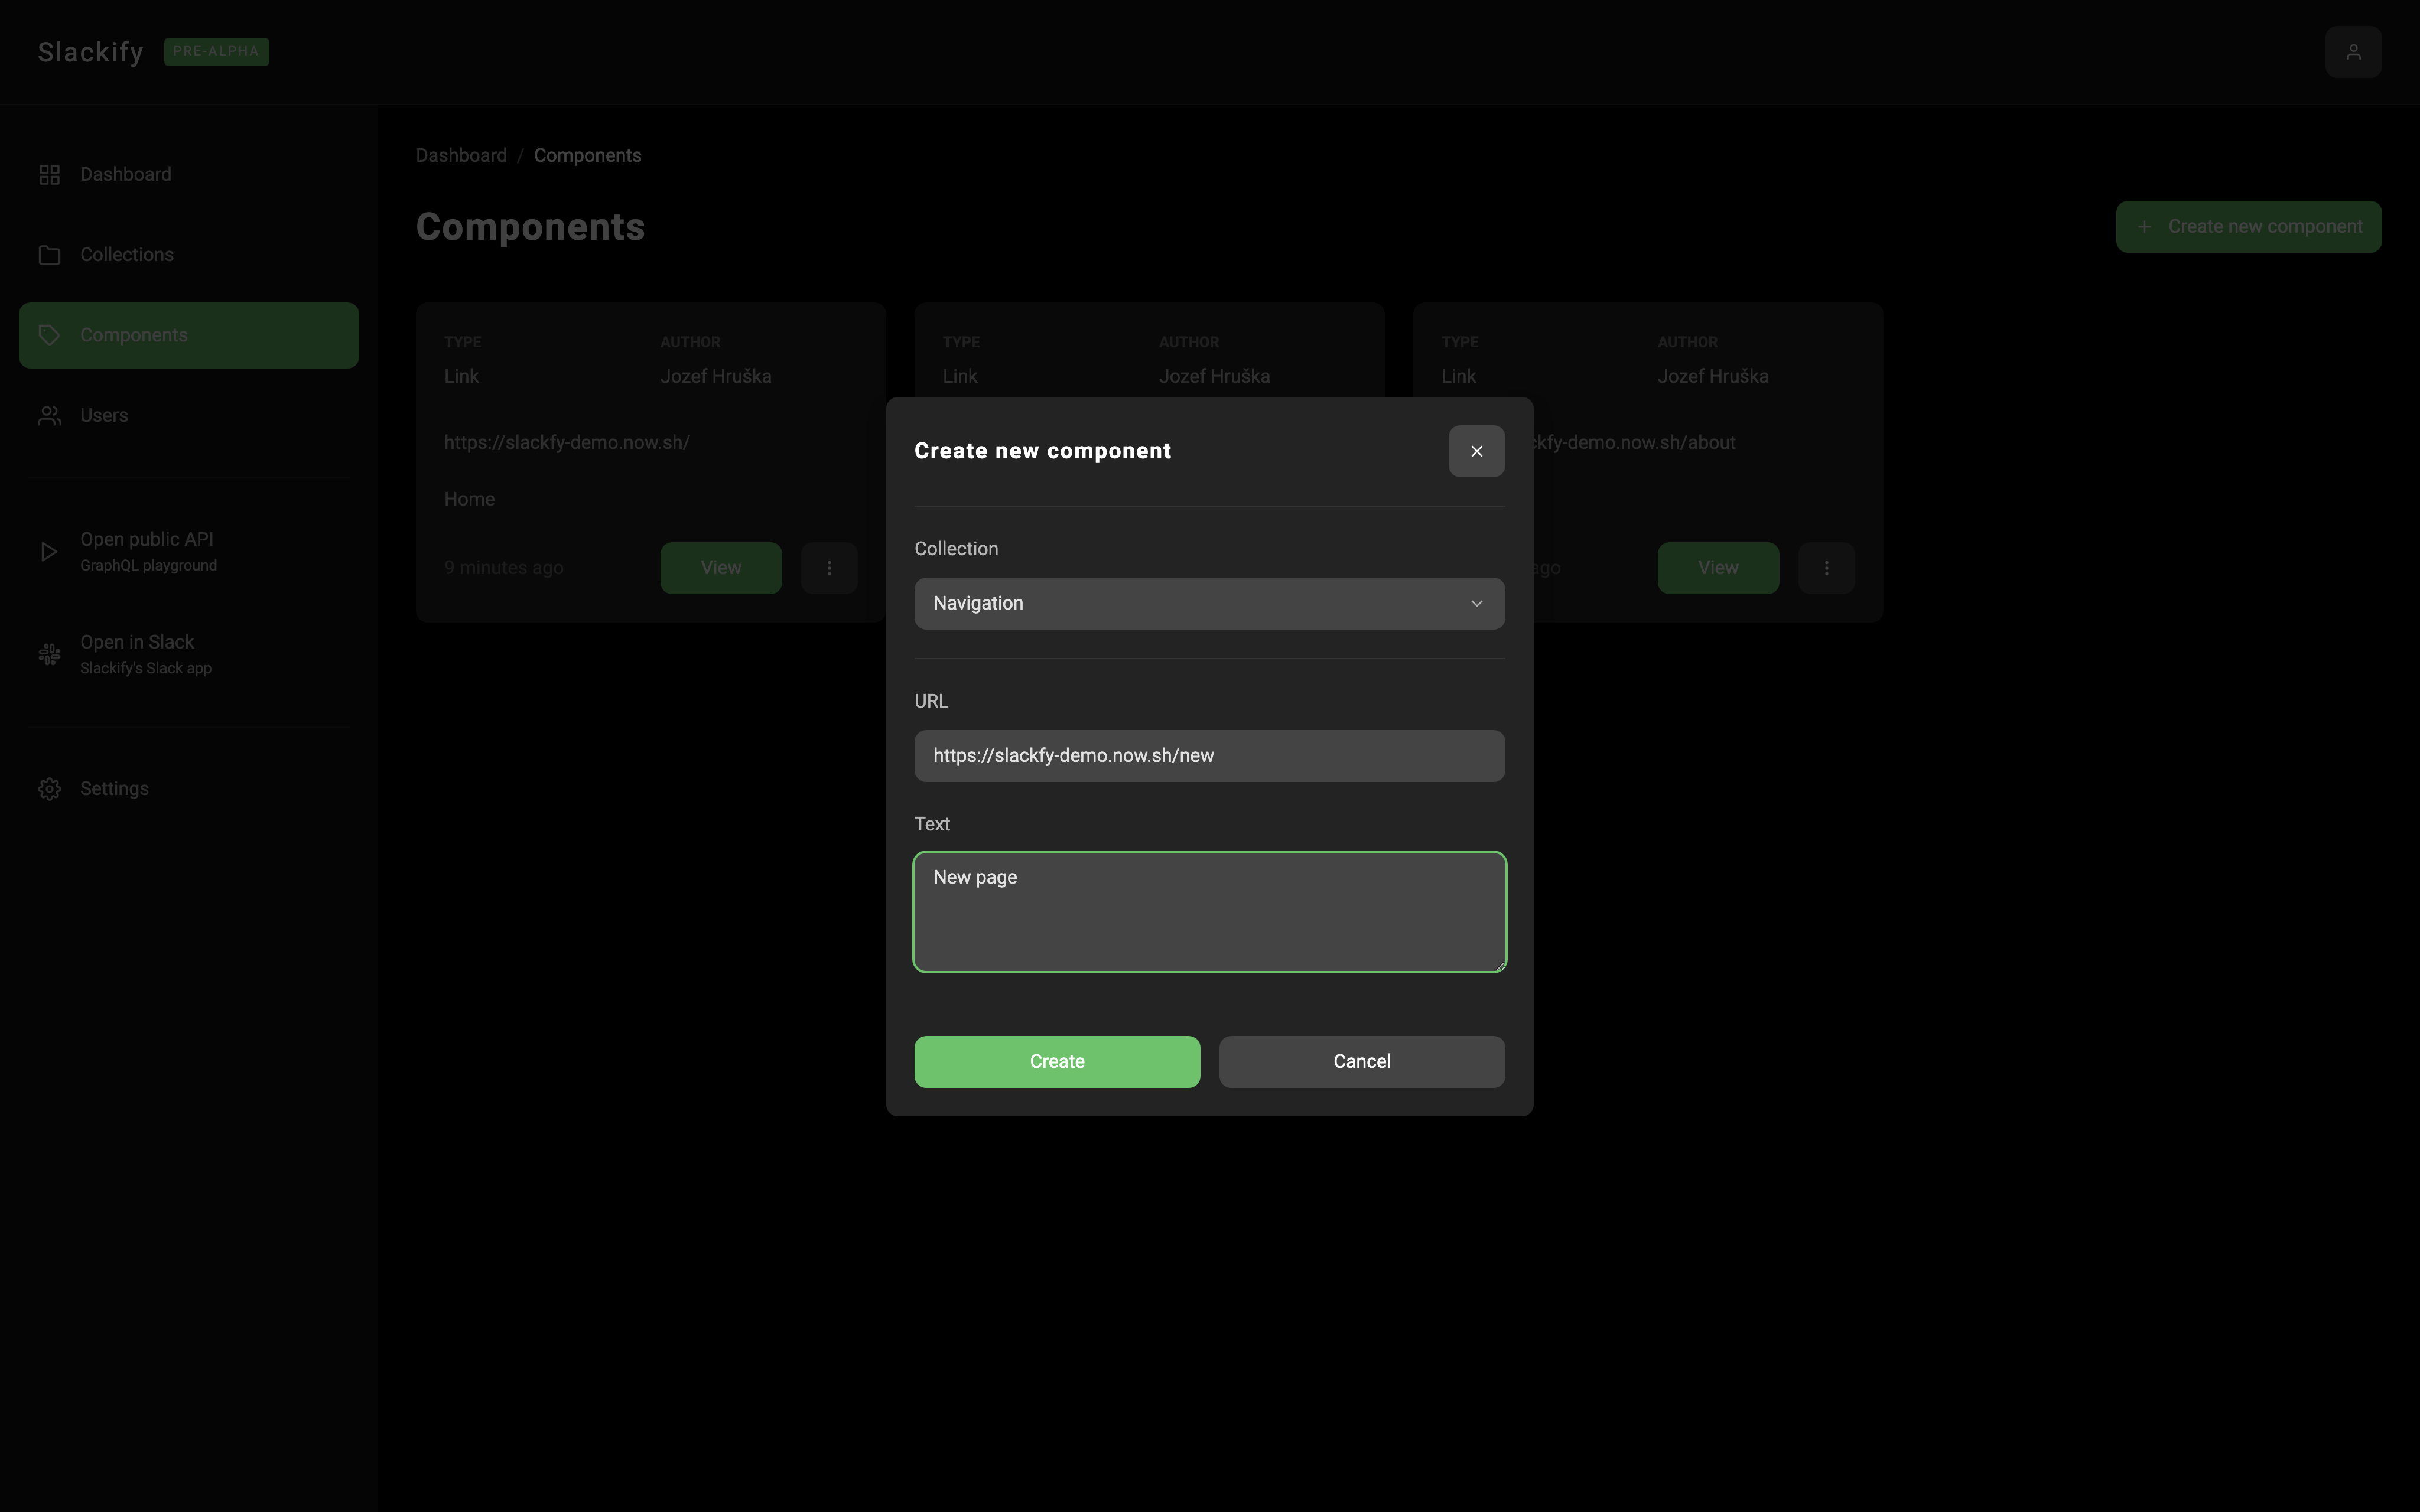 Slackify PRE-ALPHA
Dashboard
Collections
Components
Users
Open public API
GraphQL playground
Open in Slack
Slackify's Slack app
Settings
Dashboard / Components
Components
Create new component
TYPE AUTHOR
Link Jozef Hruška
https://slackfy-demo.now.sh/
Home
9 minutes ago View
TYPE AUTHOR
Link Jozef Hruška
TYPE AUTHOR
Link Jozef Hruška
ckfy-demo.now.sh/about
ago View
Create new component
Collection
Navigation
URL
https://slackfy-demo.now.sh/new
Text
New page
Create Cancel